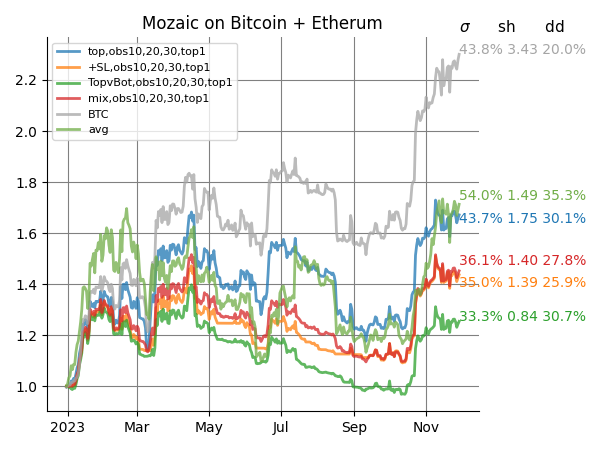 Mozaic on Bitcoin + Etherum
σ sh dd
top,obs10,20,30,top1
+SL,obs10,20,30,top1
TopvBot,obs10,20,30,top1
mix,obs10,20,30,top1
BTC
avg
43.8% 3.43 20.0%
54.0% 1.49 35.3%
43.7% 1.75 30.1%
36.1% 1.40 27.8%
35.0% 1.39 25.9%
33.3% 0.84 30.7%
2.2
2.0
1.8
1.6
1.4
1.2
1.0
2023 Mar May Jul Sep Nov